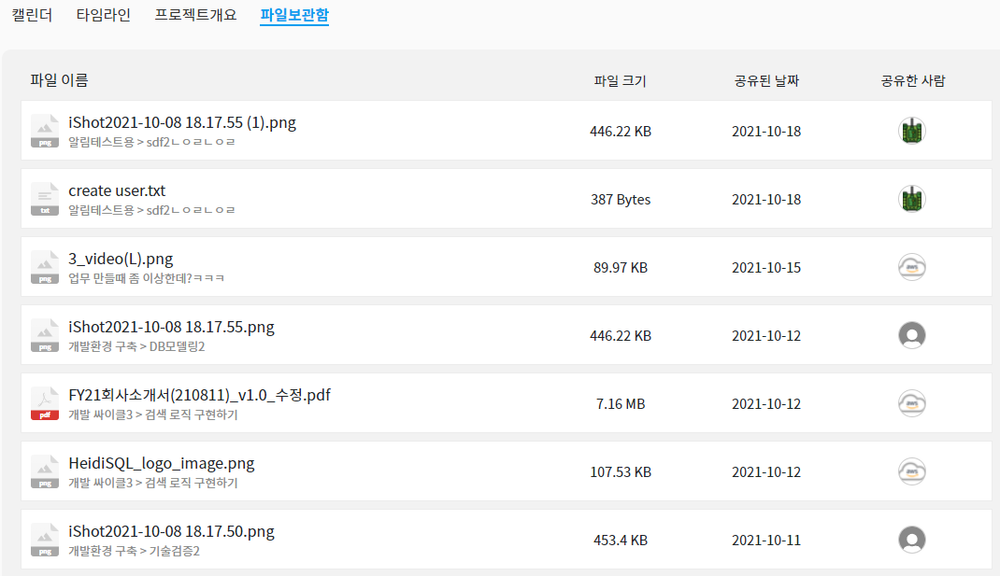 캘린더 타임라인 프로젝트개요 파일보관함
파일 이름 파일 크기 공유된 날짜 공유한 사람
iShot2021-10-08 18.17.55 (1).png
png 알림테스트용 > sdf2ㄴㅇㄹㄴㅇㄹ 446.22 KB 2021-10-18
create user.txt
txt 알림테스트용 > sdf2ㄴㅇㄹㄴㅇㄹ 387 Bytes 2021-10-18
3_video(L).png
png 업무 만들때 좀 이상한데?ㅋㅋㅋ 89.97 KB 2021-10-15 aws
iShot2021-10-08 18.17.55.png
png 개발환경 구축 > DB모델링2 446.22 KB 2021-10-12
FY21회사소개서(210811)_v1.0_수정.pdf
pdf 개발 싸이클3 > 검색 로직 구현하기 7.16 MB 2021-10-12 aws
HeidiSQL_logo_image.png
png 개발 싸이클3 > 검색 로직 구현하기 107.53 KB 2021-10-12 aws
iShot2021-10-08 18.17.50.png
png 개발환경 구축 > 기술검증2 453.4 KB 2021-10-11